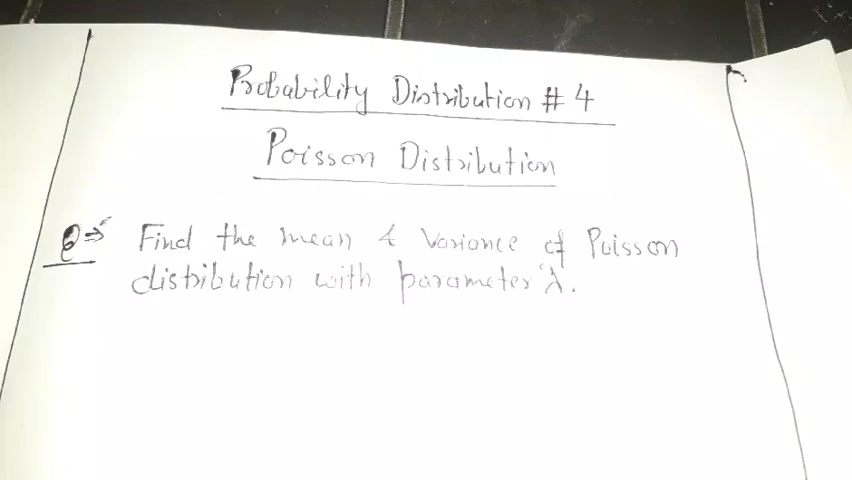 Probability Distribution # 4
Poisson Distribution
Q⇒ Find the mean & Variance of Poisson
distribution with parameter 'λ.